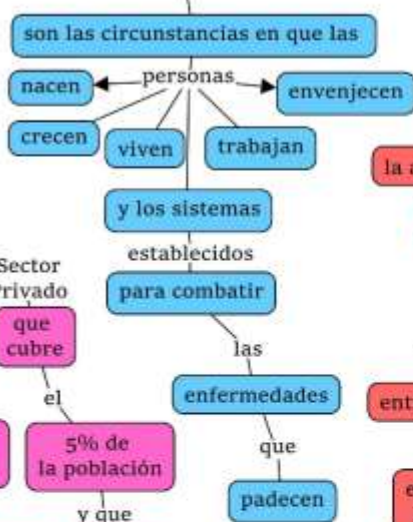 son las circunstancias en que las
personas
nacen
envenjecen
crecen
viven
trabajan
y los sistemas
establecidos
para combatir
las
enfermedades
que
padecen
Sector
Privado
que
cubre
el
5% de
la población
y que
la